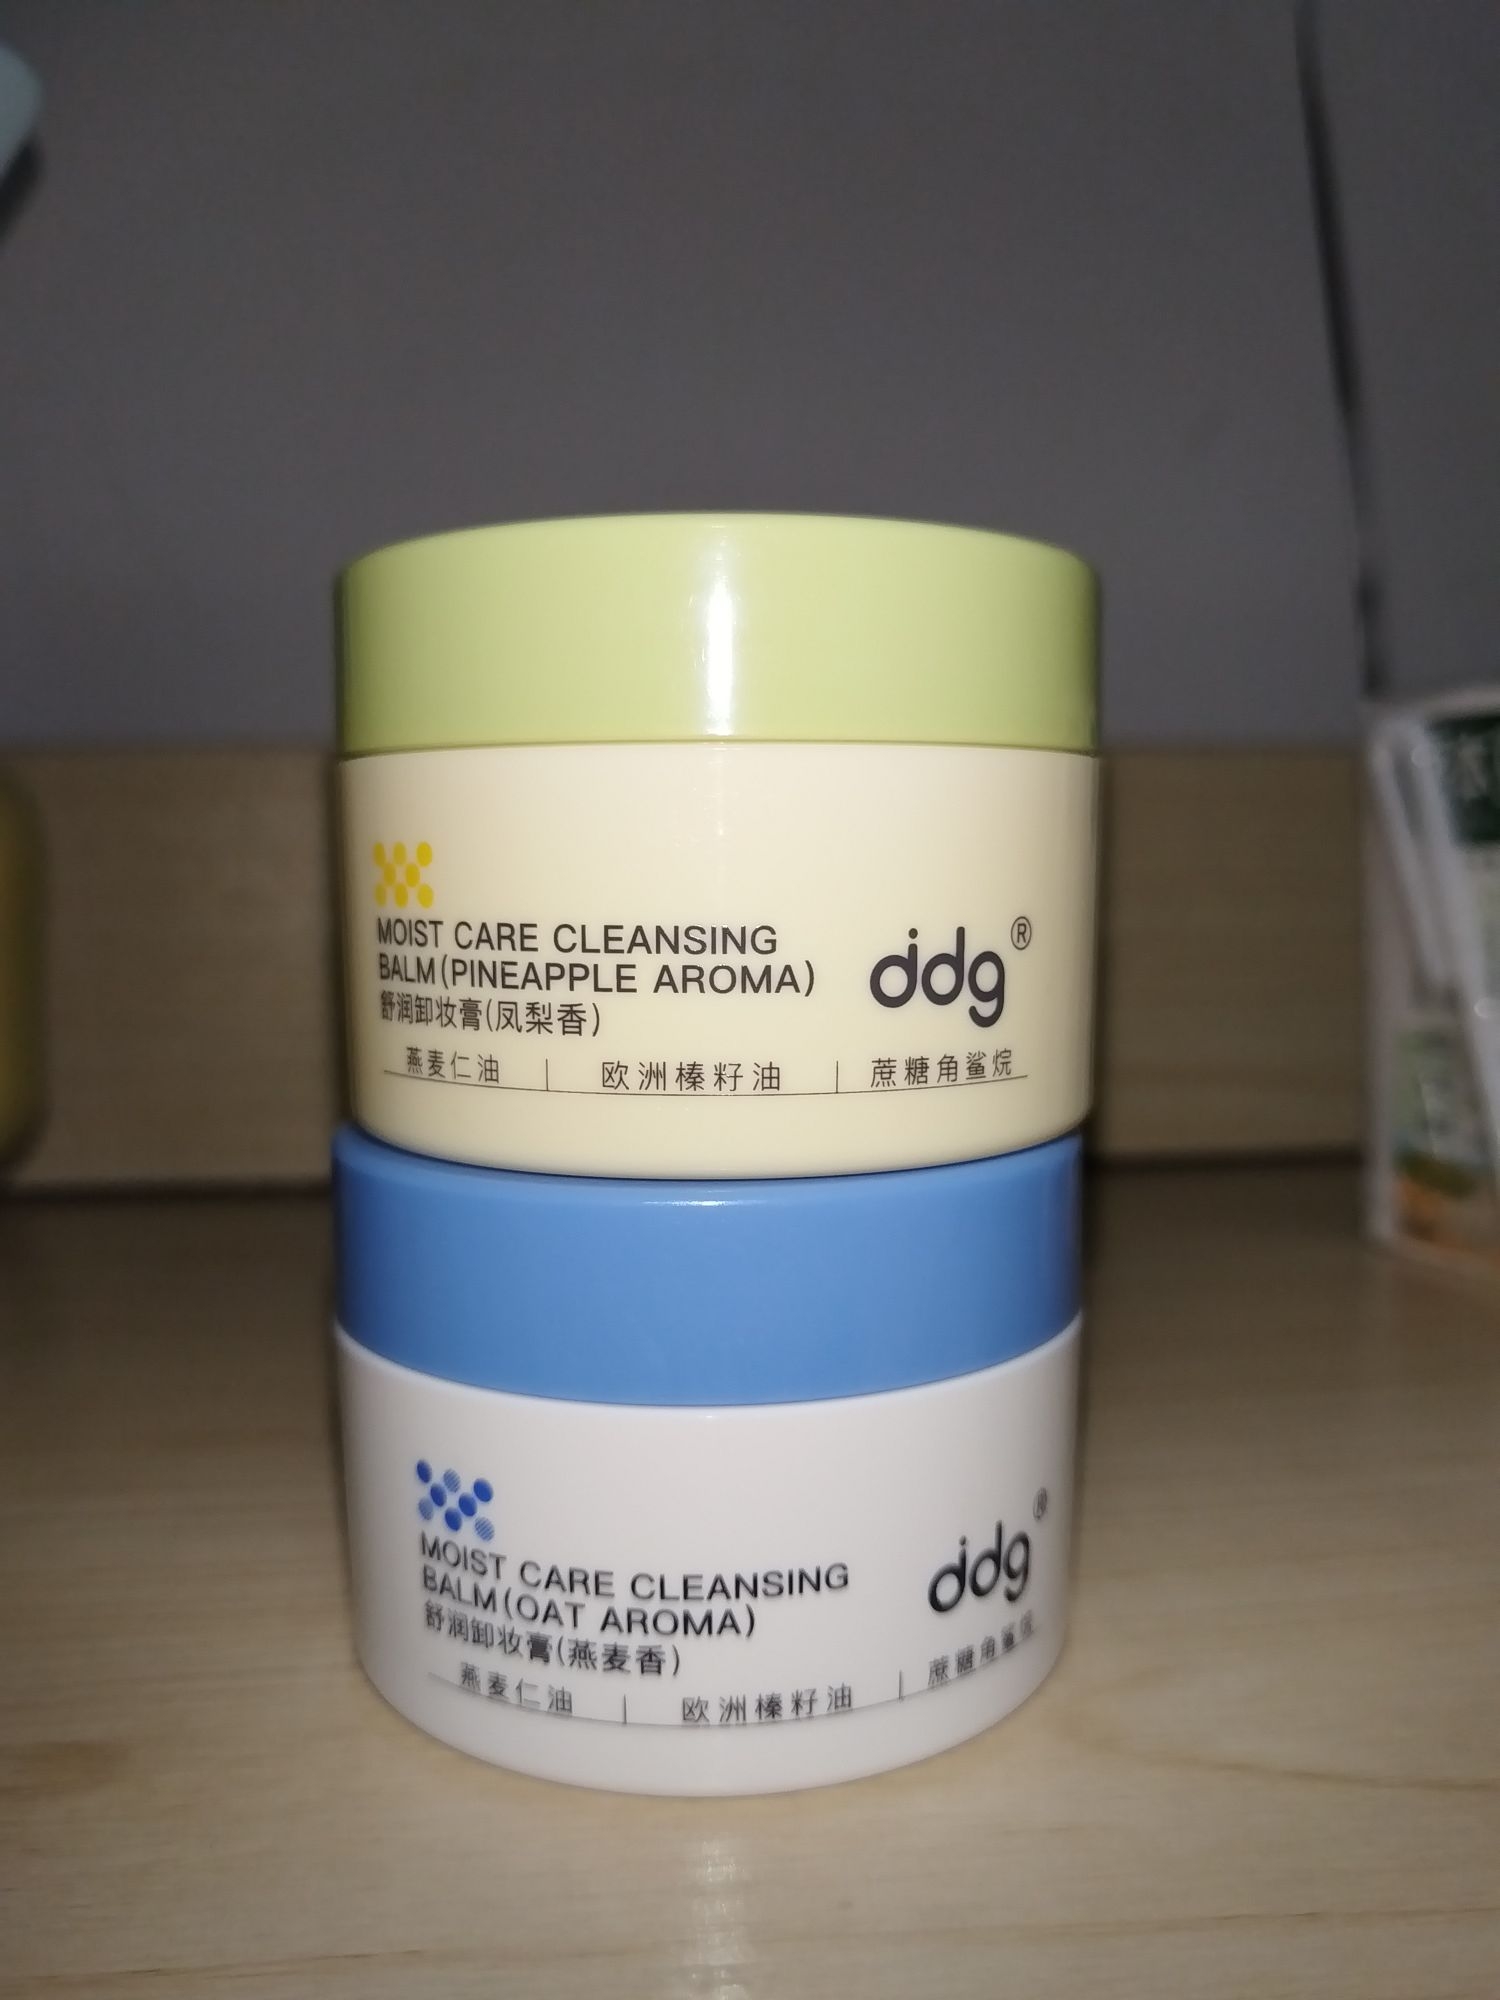 MOIST CARE CLEANSING
BALM(PINEAPPLE AROMA)
舒润卸妆膏(凤梨香)
ddg®
燕麦仁油 | 欧洲榛籽油 | 蔗糖角鲨烷
MOIST CARE CLEANSING
BALM(OAT AROMA)
舒润卸妆膏(燕麦香)
ddg®
燕麦仁油 | 欧洲榛籽油 | 蔗糖角鲨烷